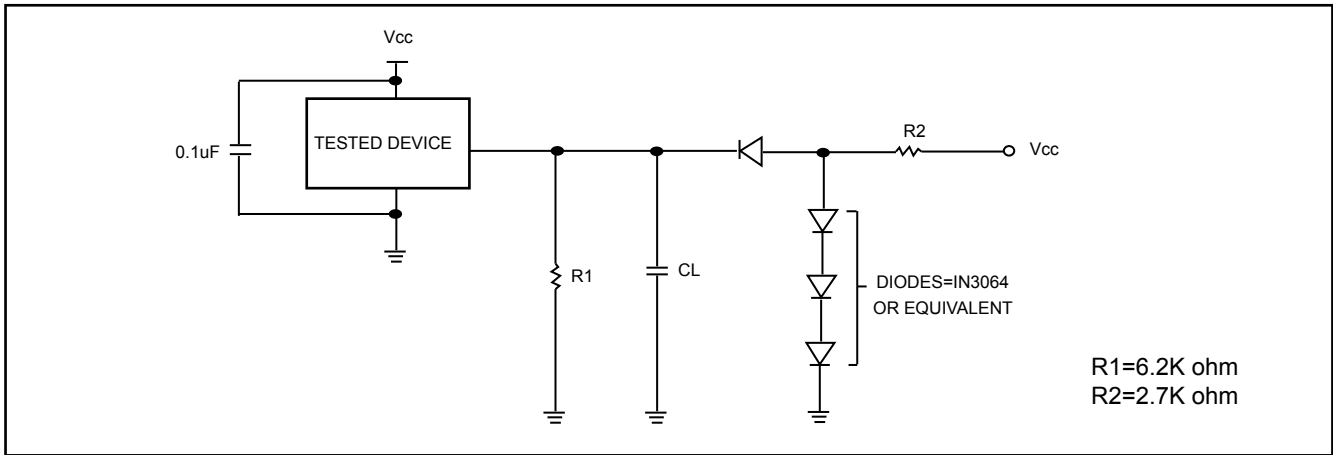 Vcc
TESTED DEVICE
0.1uF
R2
Vcc
R1
CL
DIODES=IN3064
OR EQUIVALENT
R1=6.2K ohm
R2=2.7K ohm